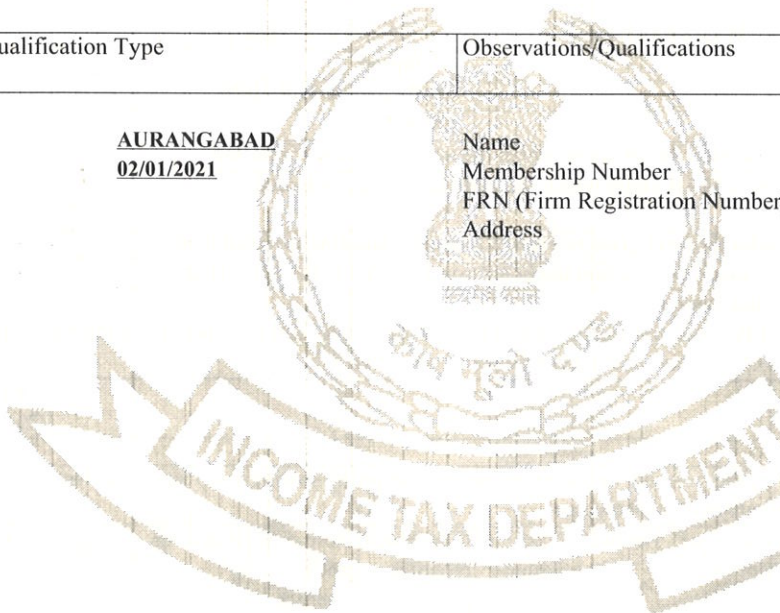 ualification Type Observations/Qualifications
AURANGABAD Name
02/01/2021 Membership Number
FRN (Firm Registration Number
Address
कोष मूलो दण्ड
INCOME TAX DEPARTMENT